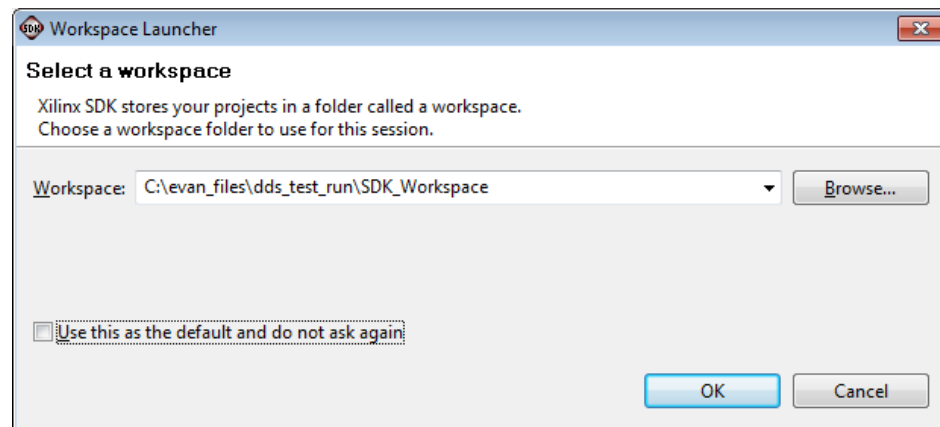 SDK Workspace Launcher
Select a workspace
Xilinx SDK stores your projects in a folder called a workspace.
Choose a workspace folder to use for this session.
Workspace: C:\evan_files\dds_test_run\SDK_Workspace Browse...
Use this as the default and do not ask again
OK Cancel